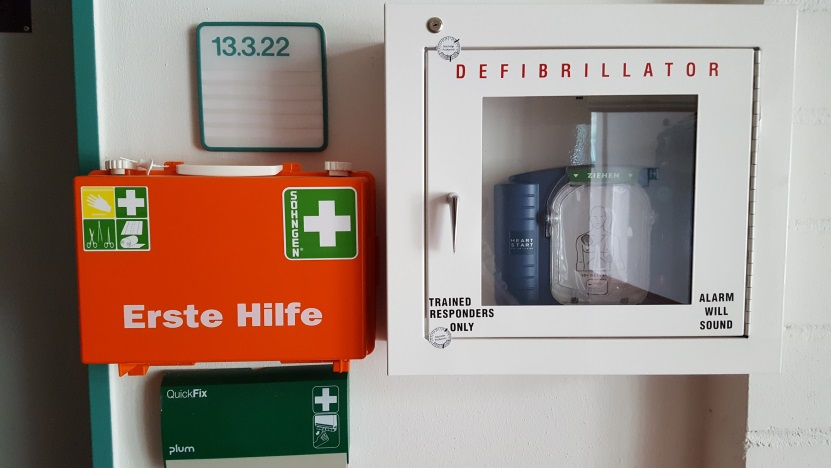 13.3.22
SÖHNGEN®
Erste Hilfe
QuickFix
plum
DEFIBRILLATOR
ZIEHEN
HEART
START
TRAINED
RESPONDERS
ONLY
ALARM
WILL
SOUND